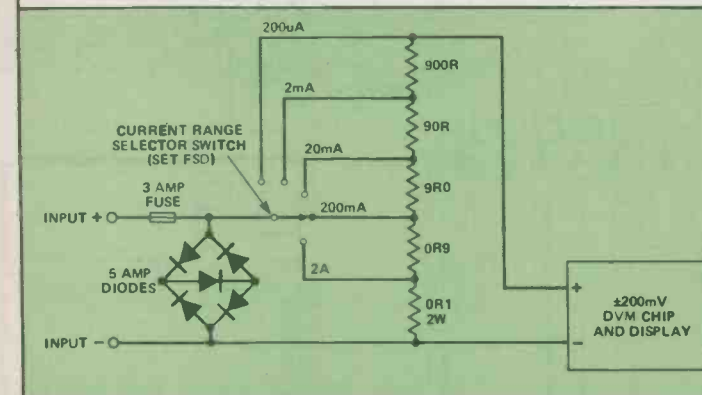 200uA
900R
2mA
90R
CURRENT RANGE
SELECTOR SWITCH
(SET FSD)
20mA
3 AMP
FUSE
9R0
INPUT +
200mA
0R9
5 AMP
DIODES
2A
0R1
2W
+
±200mV
DVM CHIP
AND DISPLAY
INPUT −
−